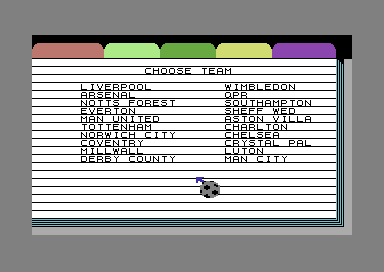 CHOOSE TEAM
LIVERPOOL WIMBLEDON
ARSENAL QPR
NOTTS FOREST SOUTHAMPTON
EVERTON SHEFF WED
MAN UNITED ASTON VILLA
TOTTENHAM CHARLTON
NORWICH CITY CHELSEA
COVENTRY CRYSTAL PAL
MILLWALL LUTON
DERBY COUNTY MAN CITY